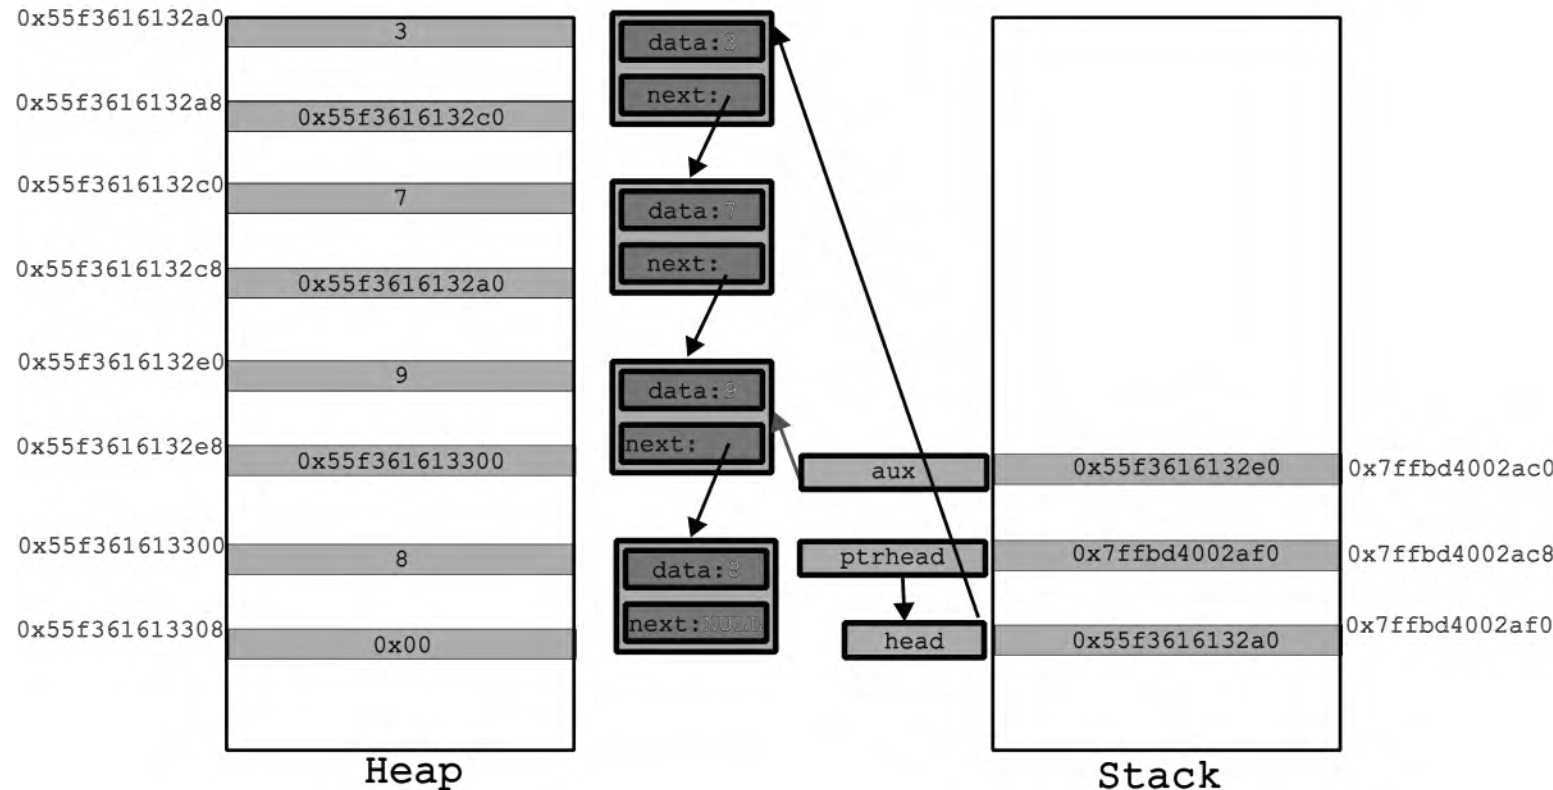 0x55f3616132a0
3
0x55f3616132a8
0x55f3616132c0
0x55f3616132c0
7
0x55f3616132c8
0x55f3616132a0
0x55f3616132e0
9
0x55f3616132e8
0x55f361613300
0x55f361613300
8
0x55f361613308
0x00
Heap
data:3
next:
data:7
next:
data:9
next:
data:8
next:NULL
aux
0x55f3616132e0
0x7ffbd4002ac0
ptrhead
0x7ffbd4002af0
0x7ffbd4002ac8
head
0x55f3616132a0
0x7ffbd4002af0
Stack